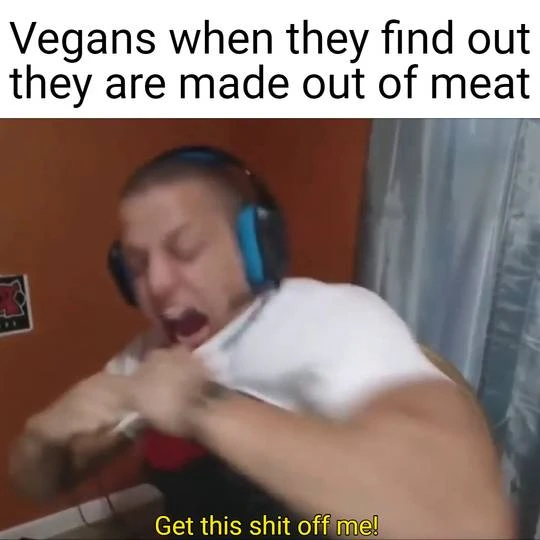 Vegans when they find out
they are made out of meat
Get this shit off me!